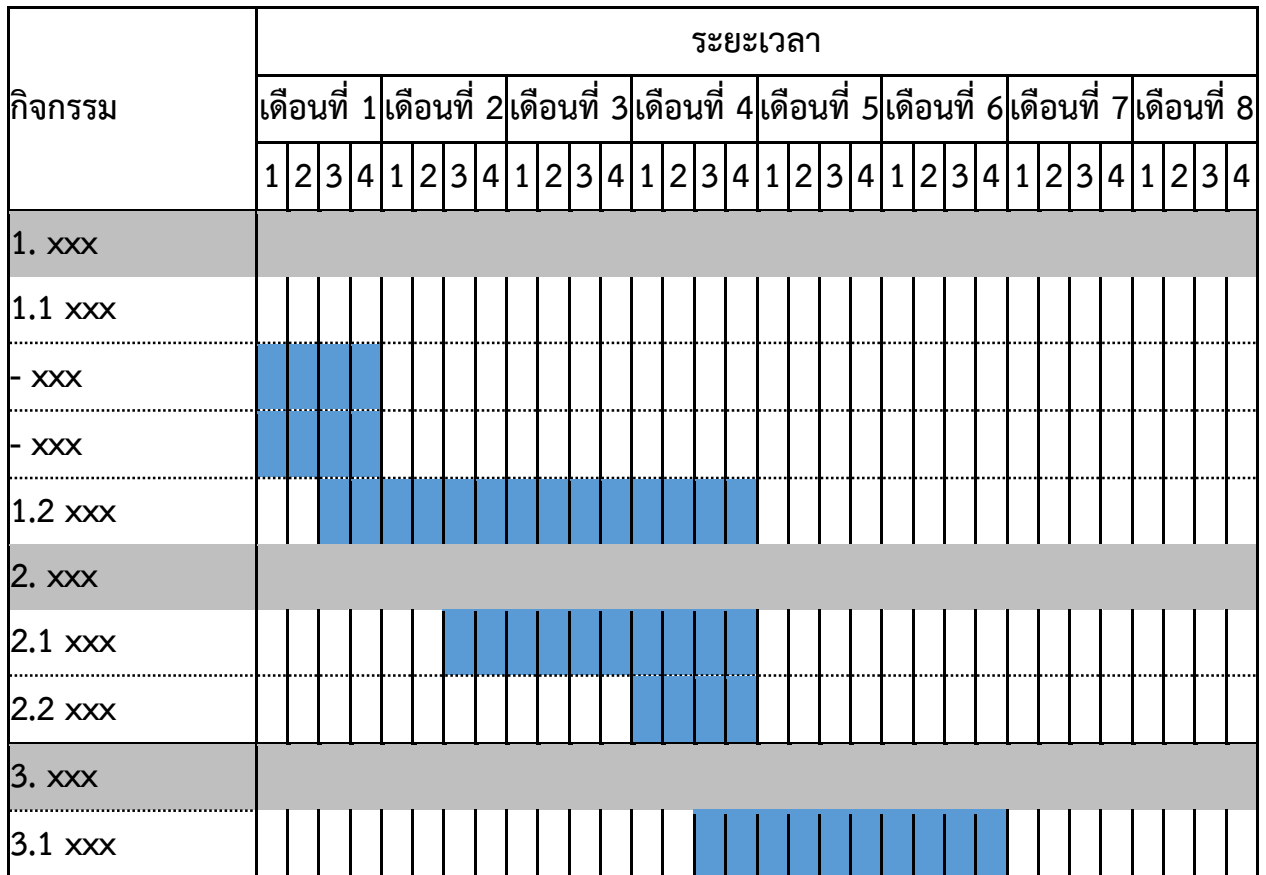 ระยะเวลา
กิจกรรม
เดือนที่ 1 เดือนที่ 2 เดือนที่ 3 เดือนที่ 4 เดือนที่ 5 เดือนที่ 6 เดือนที่ 7 เดือนที่ 8
1 2 3 4 1 2 3 4 1 2 3 4 1 2 3 4 1 2 3 4 1 2 3 4 1 2 3 4 1 2 3 4
1. xxx
1.1 xxx
- xxx
- xxx
1.2 xxx
2. xxx
2.1 xxx
2.2 xxx
3. xxx
3.1 xxx